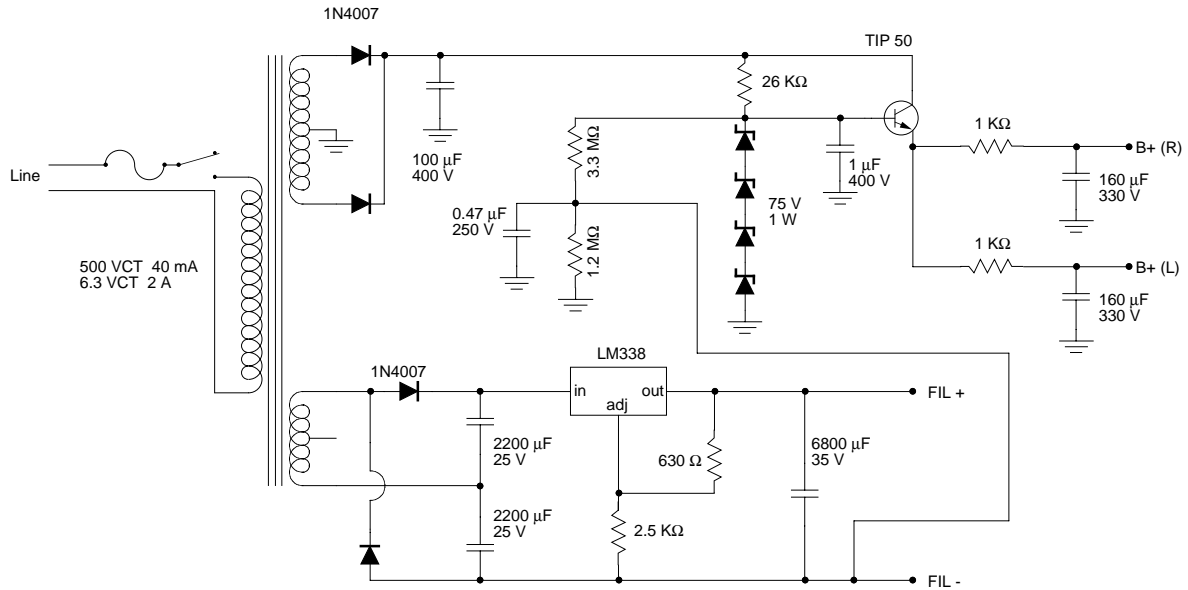 1N4007
TIP 50
26 KΩ
1 KΩ
B+ (R)
100 µF
400 V
3.3 MΩ
1 µF
400 V
160 µF
330 V
Line
75 V
1 W
0.47 µF
250 V
1.2 MΩ
1 KΩ
B+ (L)
500 VCT 40 mA
6.3 VCT 2 A
160 µF
330 V
LM338
1N4007
in
out
adj
FIL +
2200 µF
25 V
630 Ω
6800 µF
35 V
2200 µF
25 V
2.5 KΩ
FIL -